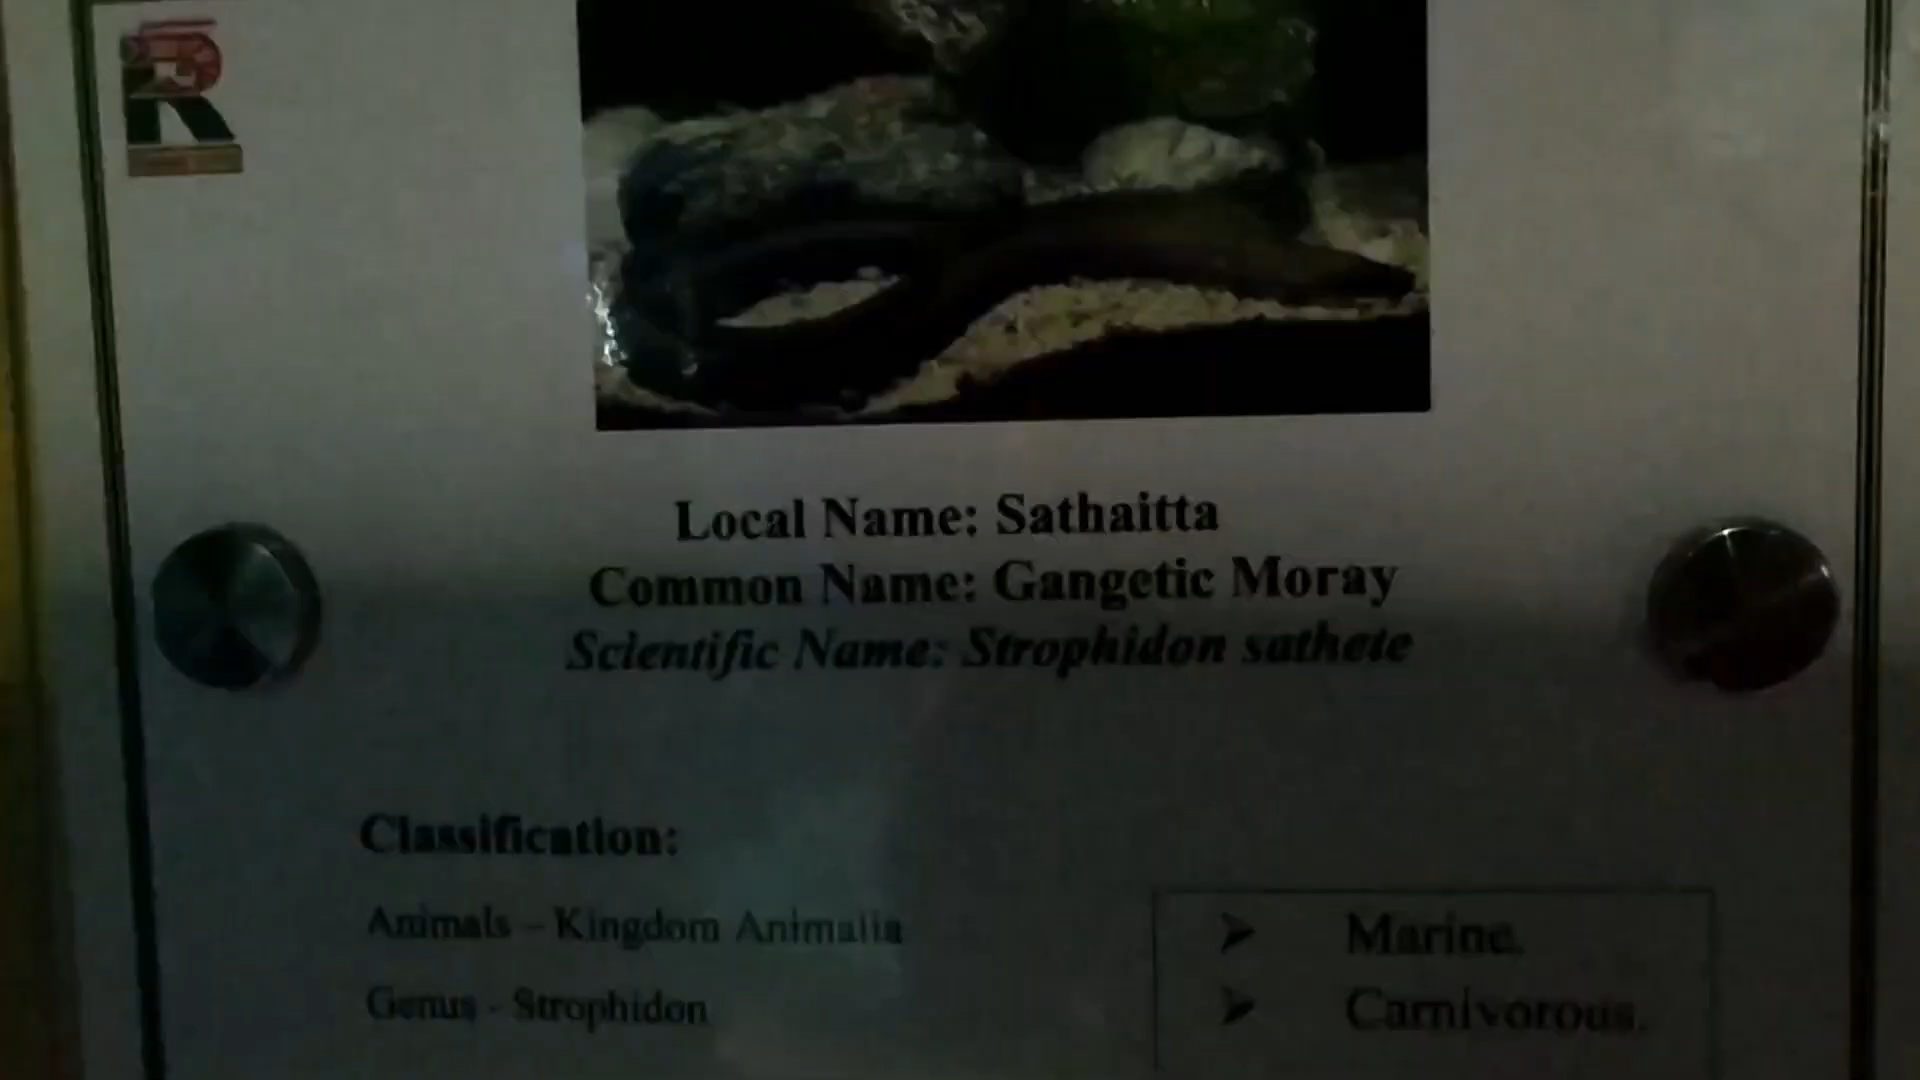 R
Local Name: Sathaitta
Common Name: Gangetic Moray
Scientific Name: Strophidon sathete
Classification:
Animals - Kingdom Animalia
Genus - Strophidon
➤ Marine.
➤ Carnivorous.